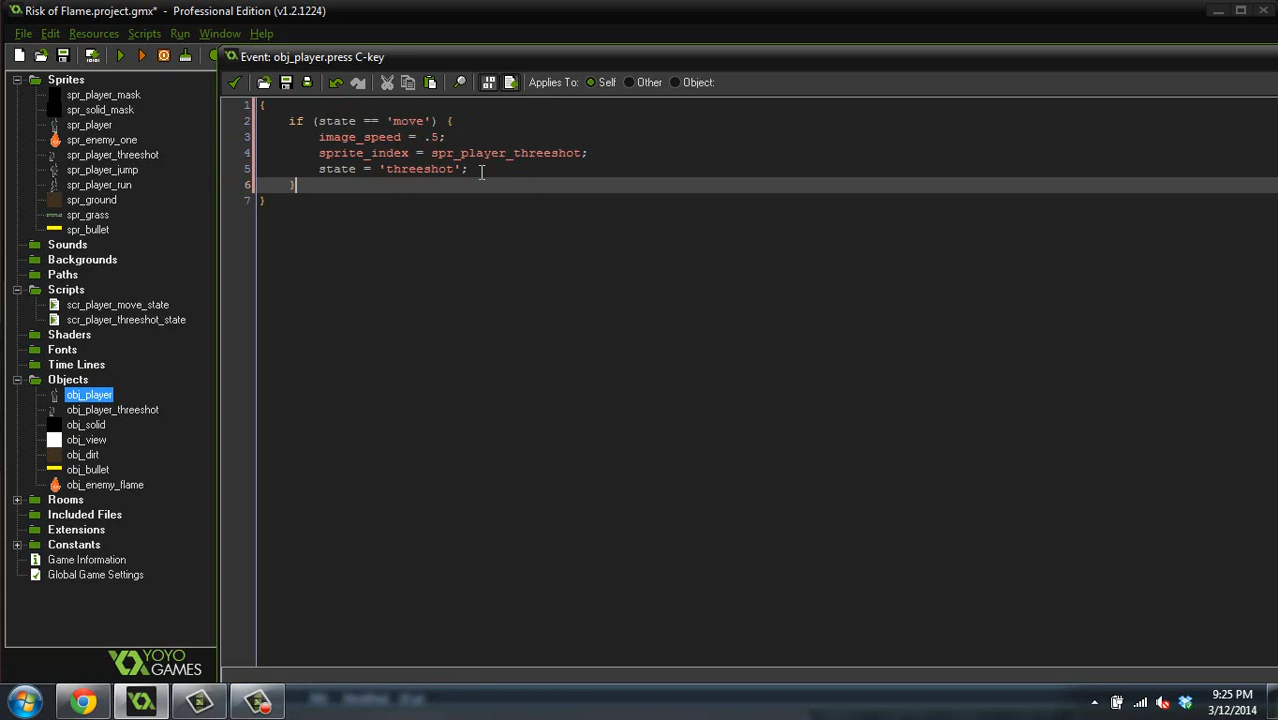 Risk of Flame.project.gmx* - Professional Edition (v1.2.1224)
File Edit Resources Scripts Run Window Help
Event: obj_player.press C-key
Applies To: Self Other Object:
Sprites
spr_player_mask
spr_solid_mask
spr_player
spr_enemy_one
spr_player_threeshot
spr_player_jump
spr_player_run
spr_ground
spr_grass
spr_bullet
Sounds
Backgrounds
Paths
Scripts
scr_player_move_state
scr_player_threeshot_state
Shaders
Fonts
Time Lines
Objects
obj_player
obj_player_threeshot
obj_solid
obj_view
obj_dirt
obj_bullet
obj_enemy_flame
Rooms
Included Files
Extensions
Constants
Game Information
Global Game Settings
YOYO
GAMES
1 {
2 if (state == 'move') {
3 image_speed = .5;
4 sprite_index = spr_player_threeshot;
5 state = 'threeshot';
6 }
7 }
9:25 PM
3/12/2014